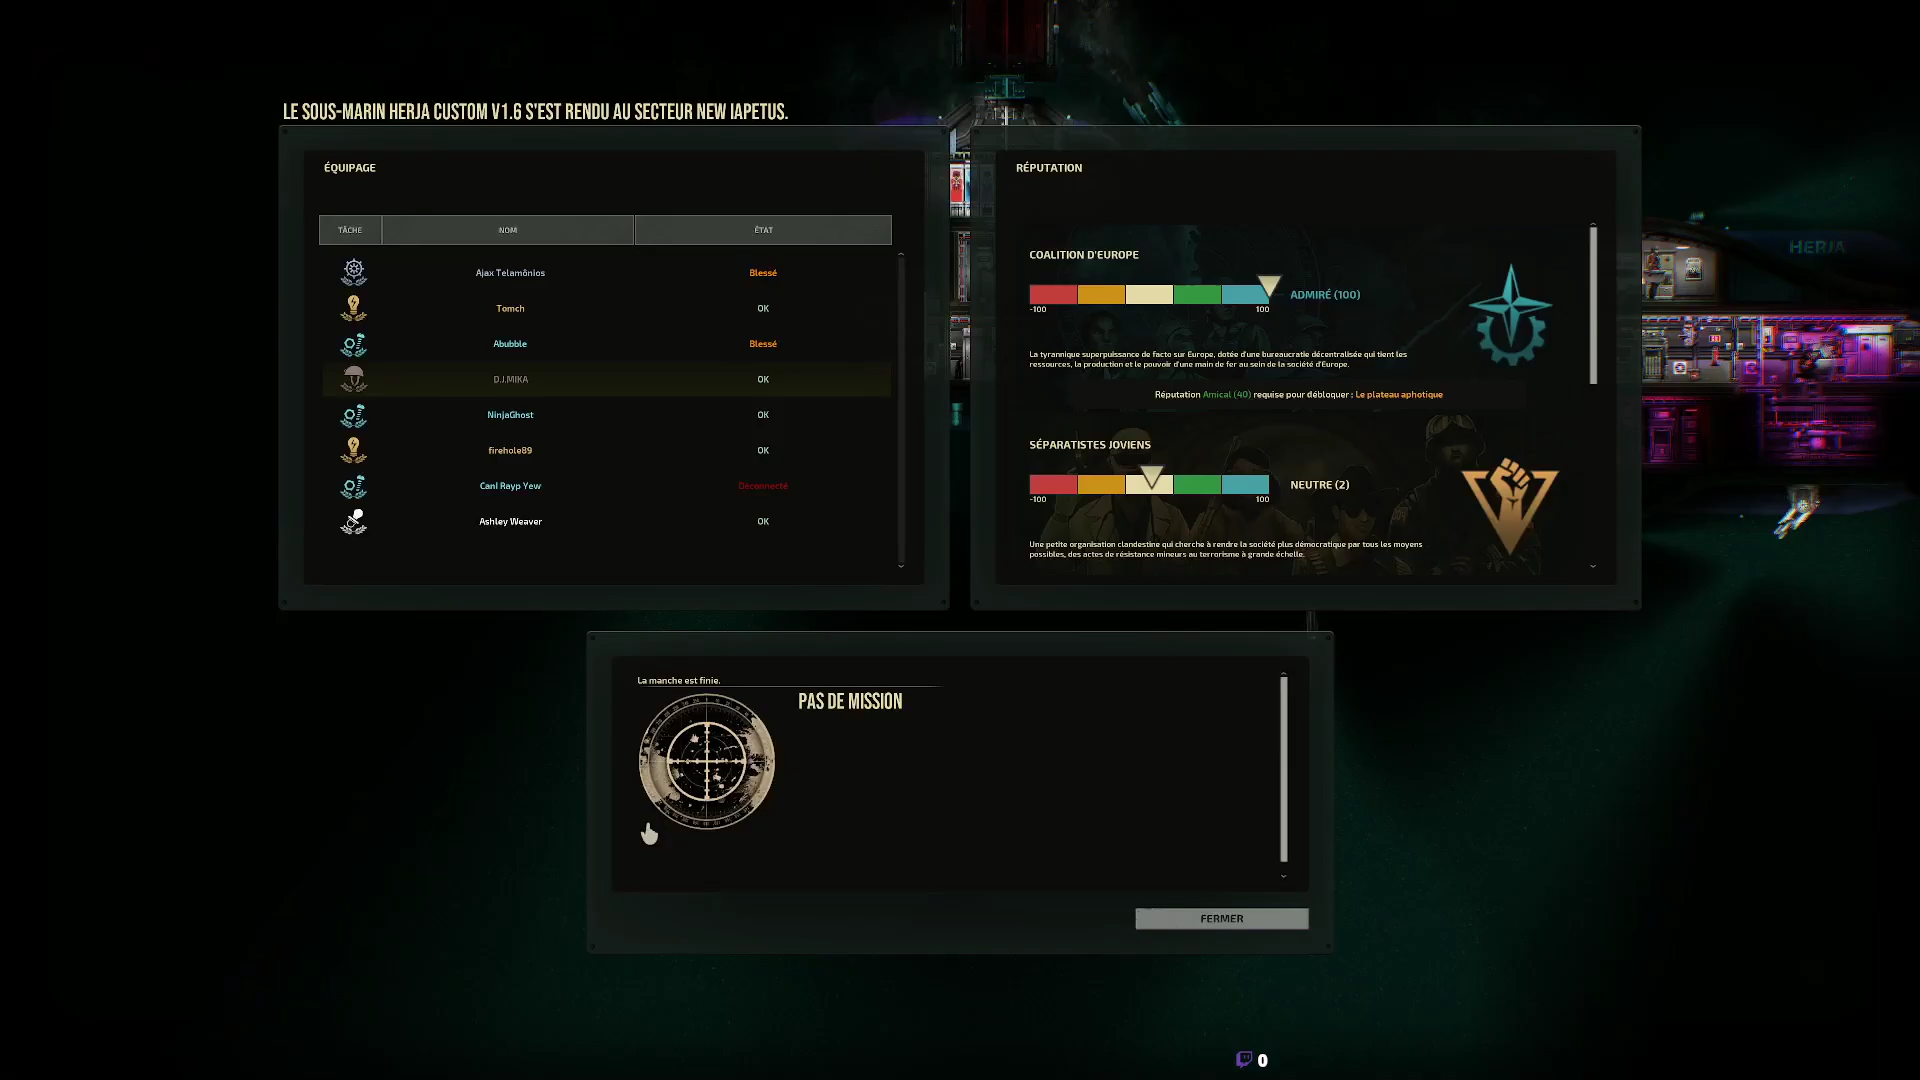 LE SOUS-MARIN HERJA CUSTOM V1.6 S'EST RENDU AU SECTEUR NEW IAPETUS.
ÉQUIPAGE
TÂCHE NOM ÉTAT
Ajax Telamônios Blessé
Tomch OK
Abubble Blessé
D.J.MIKA OK
NinjaGhost OK
firehole89 OK
CanI Rayp Yew Déconnecté
Ashley Weaver OK
RÉPUTATION
COALITION D'EUROPE
ADMIRÉ (100)
-100 100
La tyrannique superpuissance de facto sur Europe, dotée d'une bureaucratie décentralisée qui tient les
ressources, la production et le pouvoir d'une main de fer au sein de la société d'Europe.
Réputation Amical (40) requise pour débloquer : Le plateau aphotique
SÉPARATISTES JOVIENS
NEUTRE (2)
-100 100
Une petite organisation clandestine qui cherche à rendre la société plus démocratique par tous les moyens
possibles, des actes de résistance mineurs au terrorisme à grande échelle.
HERJA
La manche est finie.
PAS DE MISSION
FERMER
0